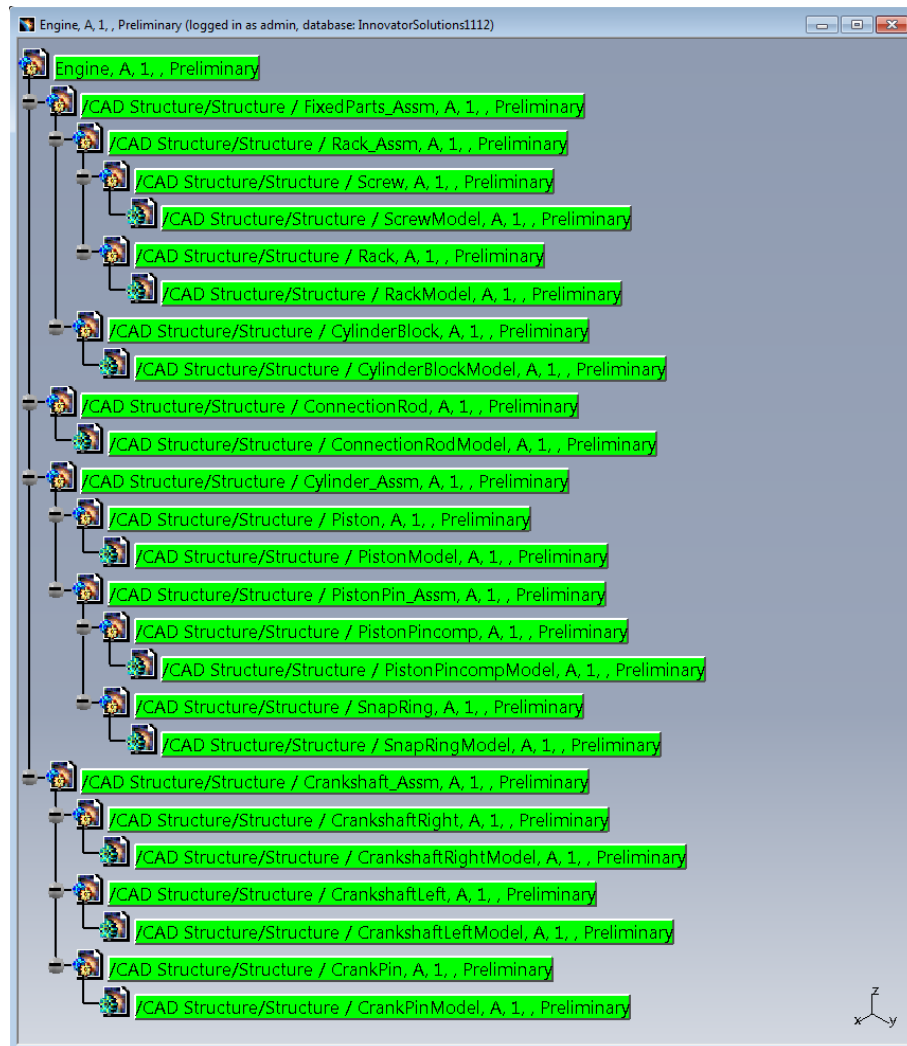 Engine, A, 1, , Preliminary (logged in as admin, database: InnovatorSolutions1112)
Engine, A, 1, , Preliminary
/CAD Structure/Structure / FixedParts_Assm, A, 1, , Preliminary
/CAD Structure/Structure / Rack_Assm, A, 1, , Preliminary
/CAD Structure/Structure / Screw, A, 1, , Preliminary
/CAD Structure/Structure / ScrewModel, A, 1, , Preliminary
/CAD Structure/Structure / Rack, A, 1, , Preliminary
/CAD Structure/Structure / RackModel, A, 1, , Preliminary
/CAD Structure/Structure / CylinderBlock, A, 1, , Preliminary
/CAD Structure/Structure / CylinderBlockModel, A, 1, , Preliminary
/CAD Structure/Structure / ConnectionRod, A, 1, , Preliminary
/CAD Structure/Structure / ConnectionRodModel, A, 1, , Preliminary
/CAD Structure/Structure / Cylinder_Assm, A, 1, , Preliminary
/CAD Structure/Structure / Piston, A, 1, , Preliminary
/CAD Structure/Structure / PistonModel, A, 1, , Preliminary
/CAD Structure/Structure / PistonPin_Assm, A, 1, , Preliminary
/CAD Structure/Structure / PistonPincomp, A, 1, , Preliminary
/CAD Structure/Structure / PistonPincompModel, A, 1, , Preliminary
/CAD Structure/Structure / SnapRing, A, 1, , Preliminary
/CAD Structure/Structure / SnapRingModel, A, 1, , Preliminary
/CAD Structure/Structure / Crankshaft_Assm, A, 1, , Preliminary
/CAD Structure/Structure / CrankshaftRight, A, 1, , Preliminary
/CAD Structure/Structure / CrankshaftRightModel, A, 1, , Preliminary
/CAD Structure/Structure / CrankshaftLeft, A, 1, , Preliminary
/CAD Structure/Structure / CrankshaftLeftModel, A, 1, , Preliminary
/CAD Structure/Structure / CrankPin, A, 1, , Preliminary
/CAD Structure/Structure / CrankPinModel, A, 1, , Preliminary
z
x y